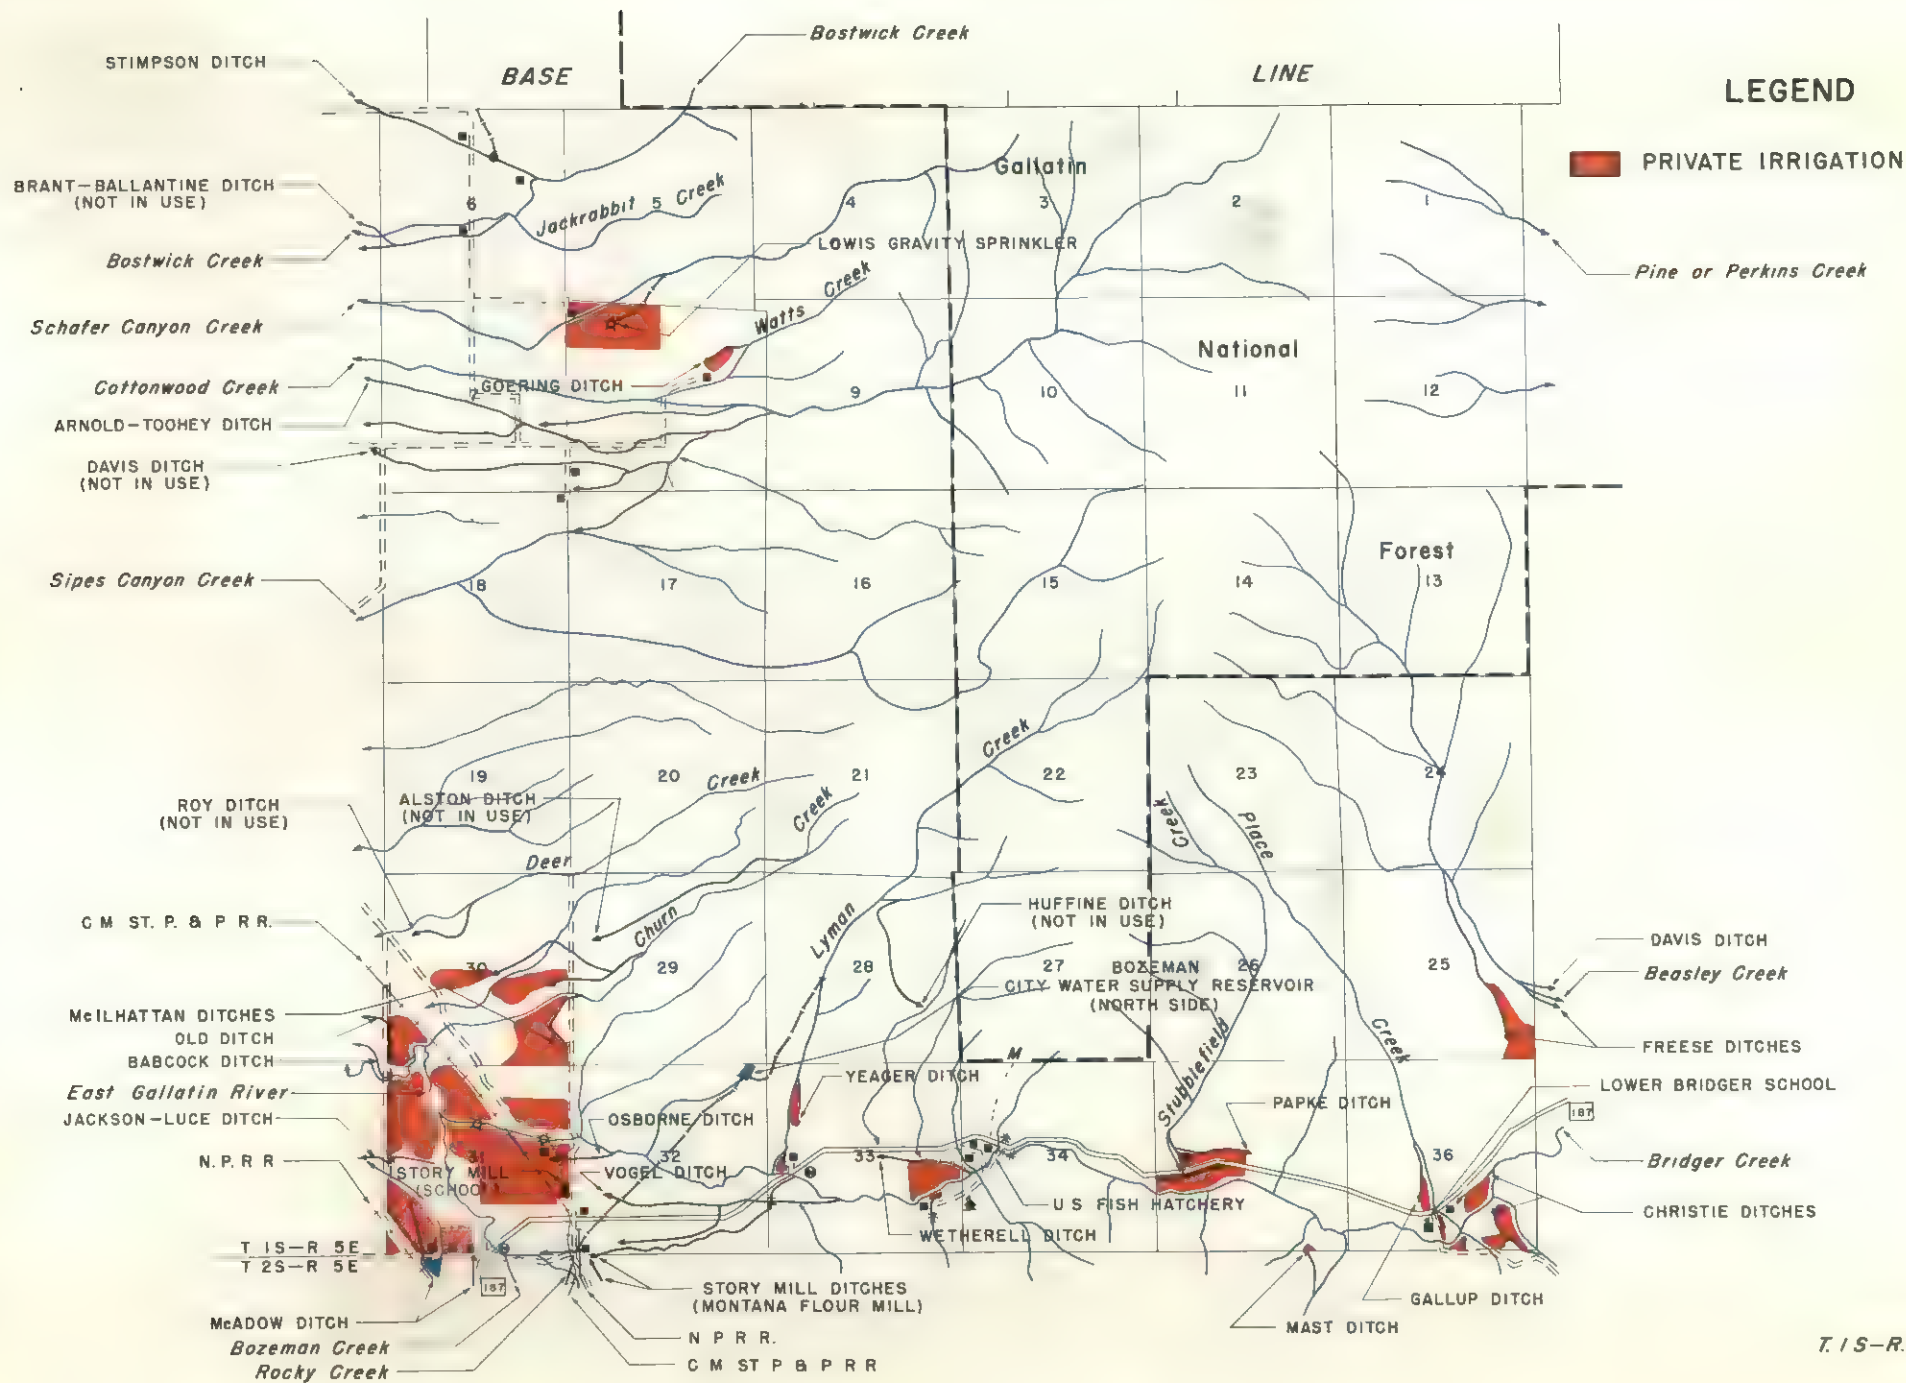 Bostwick Creek
STIMPSON DITCH
BASE
LINE
LEGEND
PRIVATE IRRIGATION
Gallatin
BRANT–BALLANTINE DITCH
(NOT IN USE)
6
Jackrabbit
5
Creek
4
3
2
1
LOWIS GRAVITY SPRINKLER
Bostwick Creek
Pine or Perkins Creek
Creek
Schafer Canyon Creek
Watts
National
Cottonwood Creek
GOERING DITCH
7
9
10
11
12
ARNOLD–TOOHEY DITCH
DAVIS DITCH
(NOT IN USE)
Forest
Sipes Canyon Creek
18
17
16
15
14
13
Creek
19
20
Creek
21
22
23
24
ROY DITCH
(NOT IN USE)
ALSTON DITCH
(NOT IN USE)
Creek
Creek
Place
Deer
C M ST. P. & P R R.
Churn
Lyman
HUFFINE DITCH
(NOT IN USE)
DAVIS DITCH
30
29
28
27
BOZEMAN
26
25
Beasley Creek
CITY WATER SUPPLY RESERVOIR
(NORTH SIDE)
McILHATTAN DITCHES
OLD DITCH
Creek
FREESE DITCHES
BABCOCK DITCH
M
East Gallatin River
YEAGER DITCH
Stubblefield
PAPKE DITCH
LOWER BRIDGER SCHOOL
187
JACKSON–LUCE DITCH
OSBORNE DITCH
N. P. R R
31
STORY MILL
(SCHOOL)
VOGEL DITCH
32
33
34
36
Bridger Creek
U S FISH HATCHERY
CHRISTIE DITCHES
WETHERELL DITCH
T 1S–R 5E
T 2S–R 5E
187
STORY MILL DITCHES
(MONTANA FLOUR MILL)
GALLUP DITCH
McADOW DITCH
MAST DITCH
Bozeman Creek
N P R R.
Rocky Creek
C M ST P & P R R
T. 1 S–R.